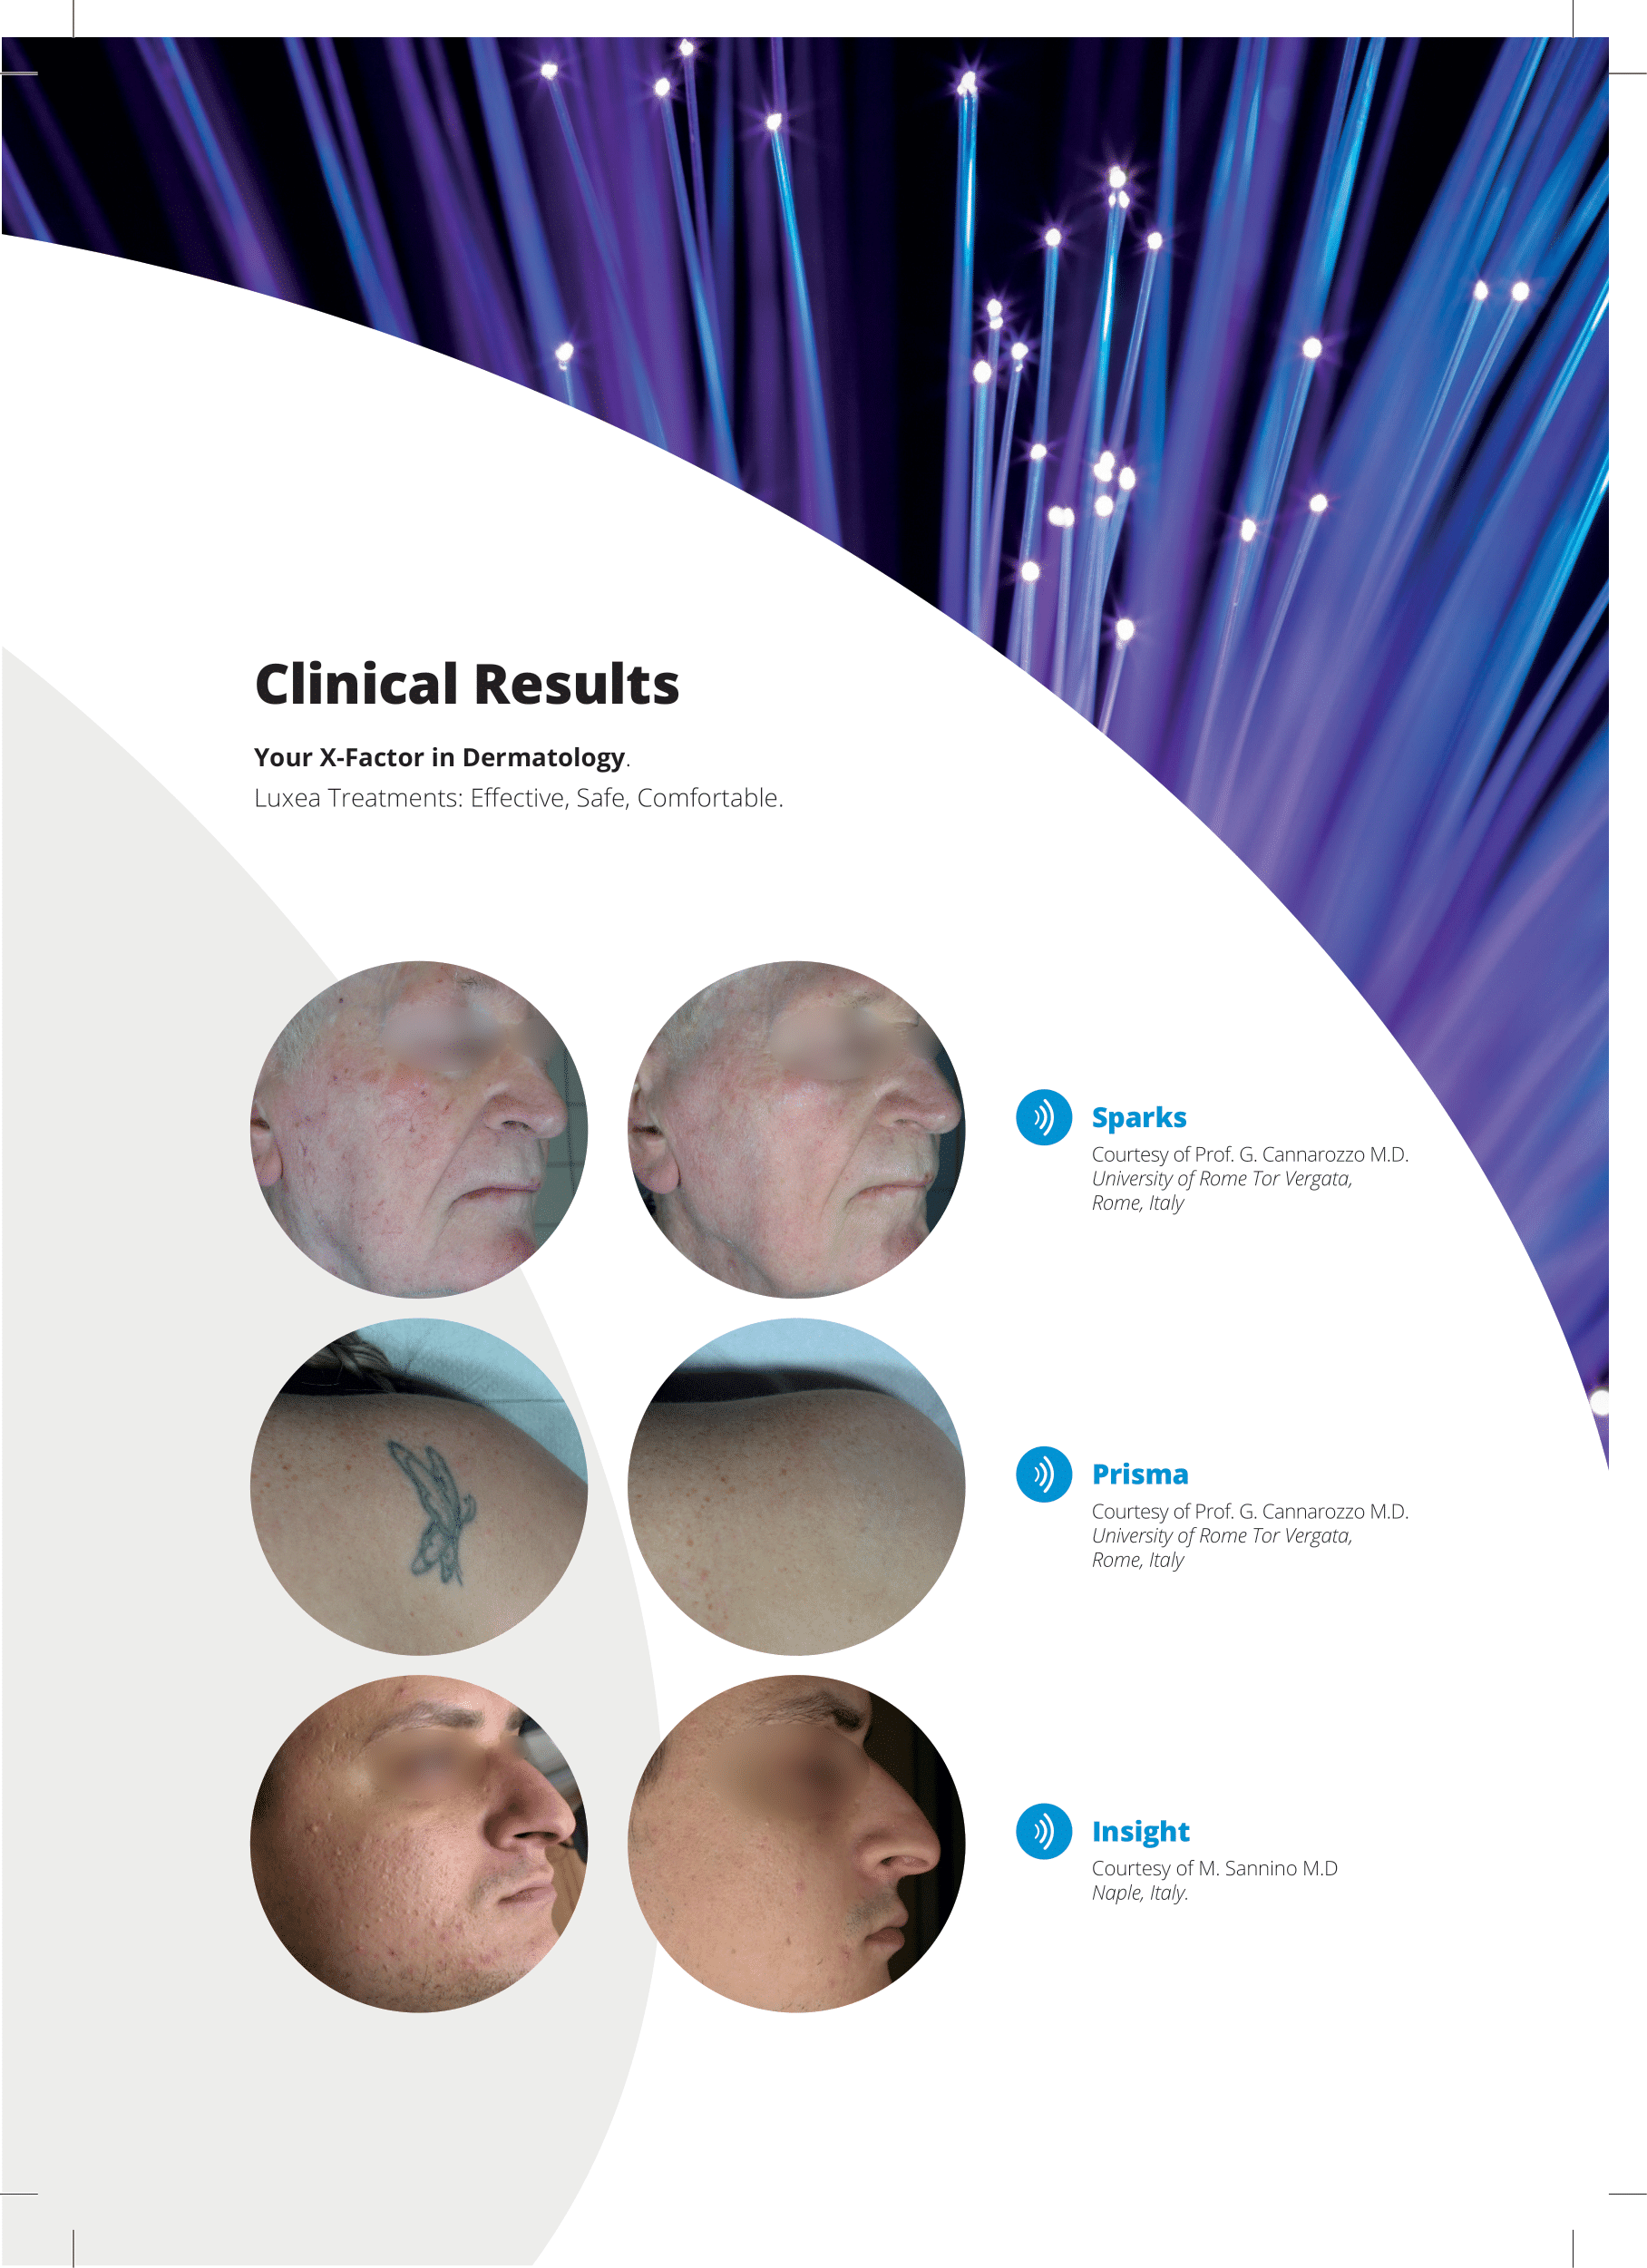 Clinical Results
Your X-Factor in Dermatology.
Luxea Treatments: Effective, Safe, Comfortable.
Sparks
Courtesy of Prof. G. Cannarozzo M.D.
University of Rome Tor Vergata,
Rome, Italy
Prisma
Courtesy of Prof. G. Cannarozzo M.D.
University of Rome Tor Vergata,
Rome, Italy
Insight
Courtesy of M. Sannino M.D
Naple, Italy.